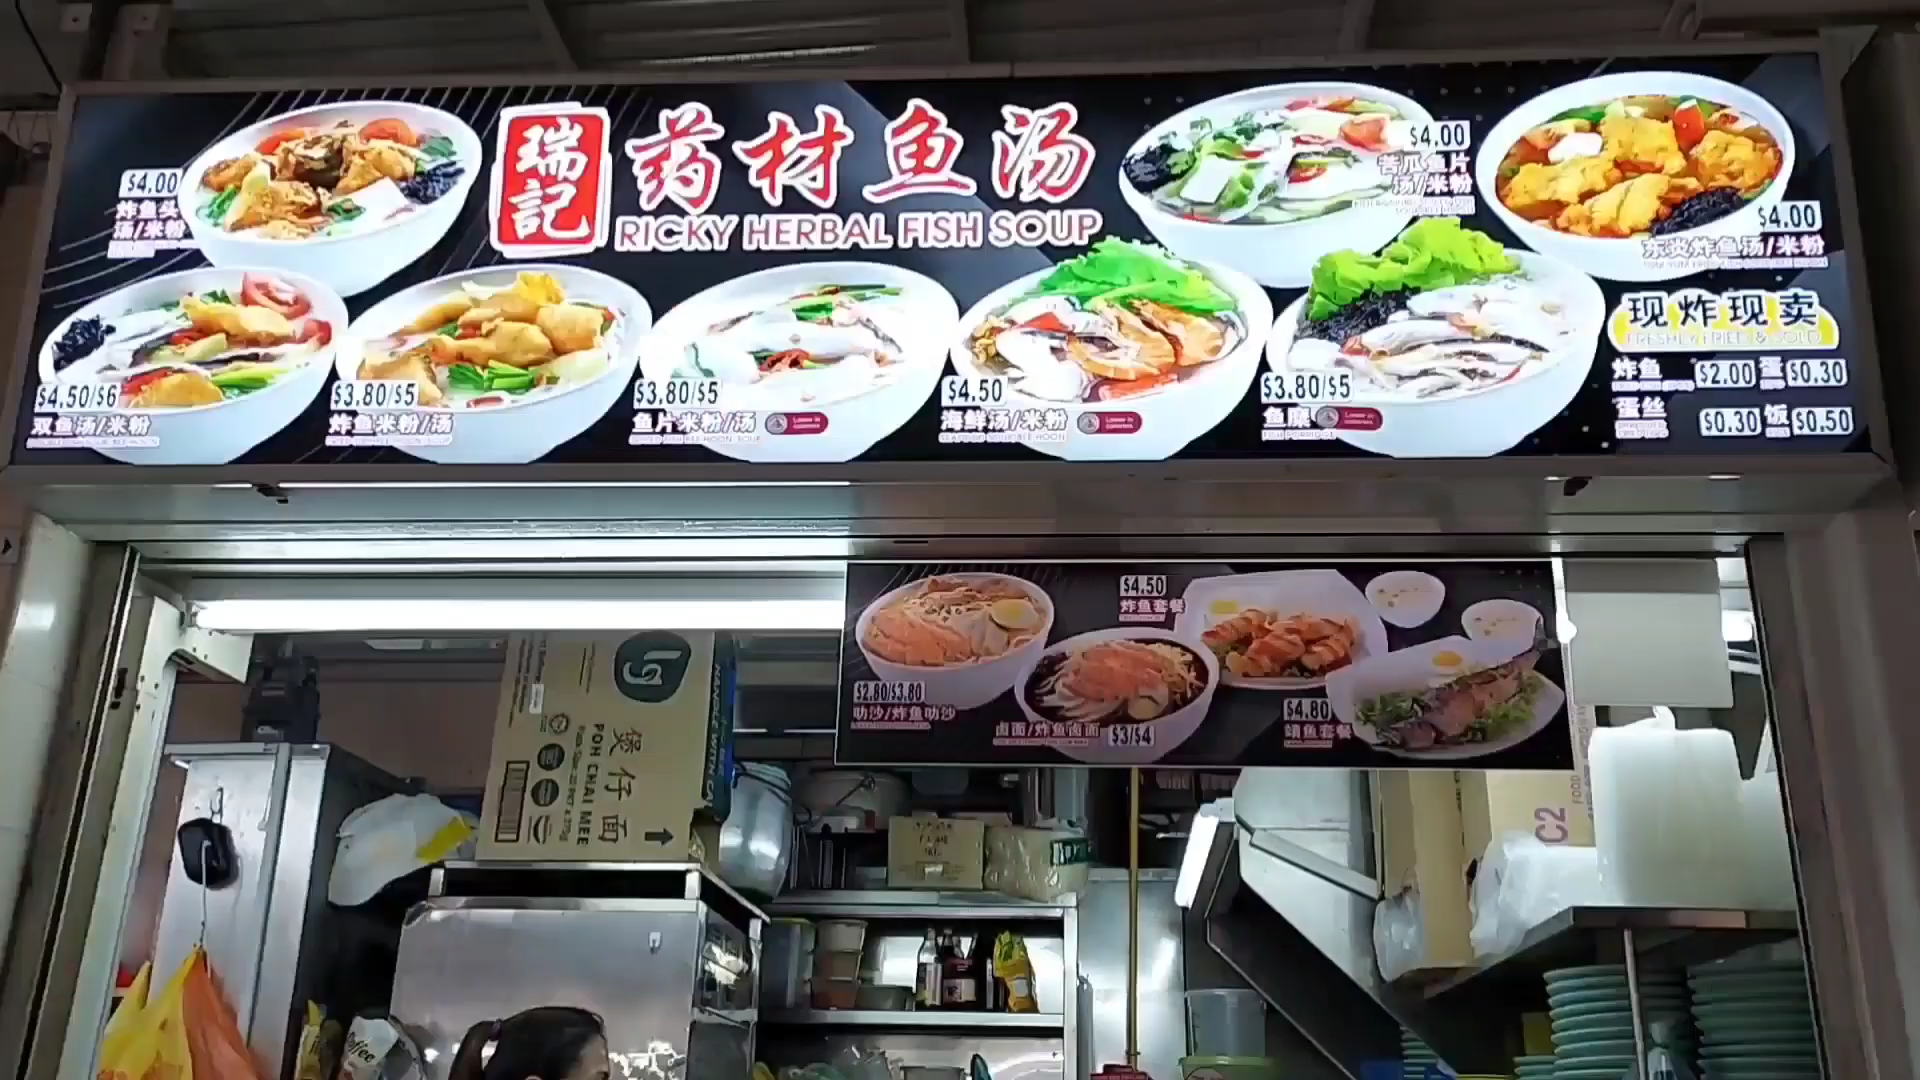 瑞記
药材鱼汤
RICKY HERBAL FISH SOUP
$4.00
炸鱼头
汤/米粉
$4.00
苦瓜鱼片
汤/米粉
$4.00
东炎炸鱼汤/米粉
$4.50/$6
双鱼汤/米粉
$3.80/$5
炸鱼米粉/汤
$3.80/$5
鱼片米粉/汤
$4.50
海鲜汤/米粉
$3.80/$5
鱼糜
现炸现卖
FRESHLY FRIED & SOLD
炸鱼 $2.00 蛋 $0.30
蛋丝 $0.30 饭 $0.50
$2.80/$3.80
叻沙/炸鱼叻沙
卤面/炸鱼卤面 $3/$4
$4.50
炸鱼套餐
$4.80
鲭鱼套餐
煲仔面
POH CHAI MEE
HANDLE WITH CA
C2
FOOD